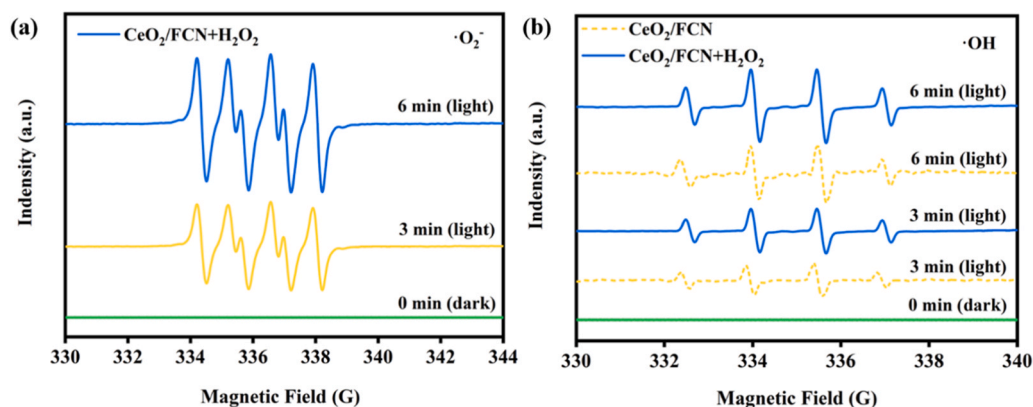 (a)
CeO₂/FCN+H₂O₂
·O₂⁻
6 min (light)
3 min (light)
0 min (dark)
Indensity (a.u.)
330 332 334 336 338 340 342 344
Magnetic Field (G)
(b)
CeO₂/FCN
CeO₂/FCN+H₂O₂
·OH
6 min (light)
6 min (light)
3 min (light)
3 min (light)
0 min (dark)
Indensity (a.u.)
330 332 334 336 338 340
Magnetic Field (G)